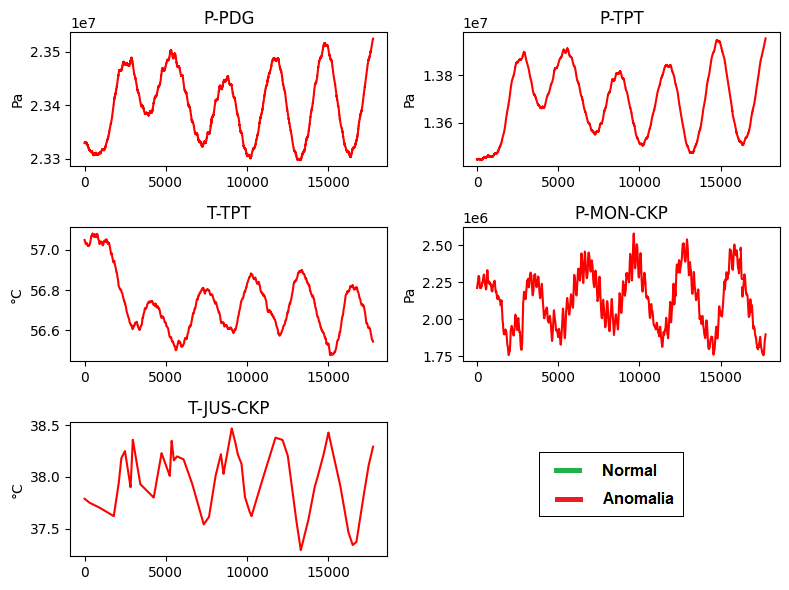 P-PDG
1e7
Pa
2.35
2.34
2.33
0
5000
10000
15000
P-TPT
1e7
Pa
1.38
1.36
0
5000
10000
15000
T-TPT
°C
57.0
56.8
56.6
0
5000
10000
15000
P-MON-CKP
1e6
Pa
2.50
2.25
2.00
1.75
0
5000
10000
15000
T-JUS-CKP
°C
38.5
38.0
37.5
0
5000
10000
15000
Normal
Anomalia